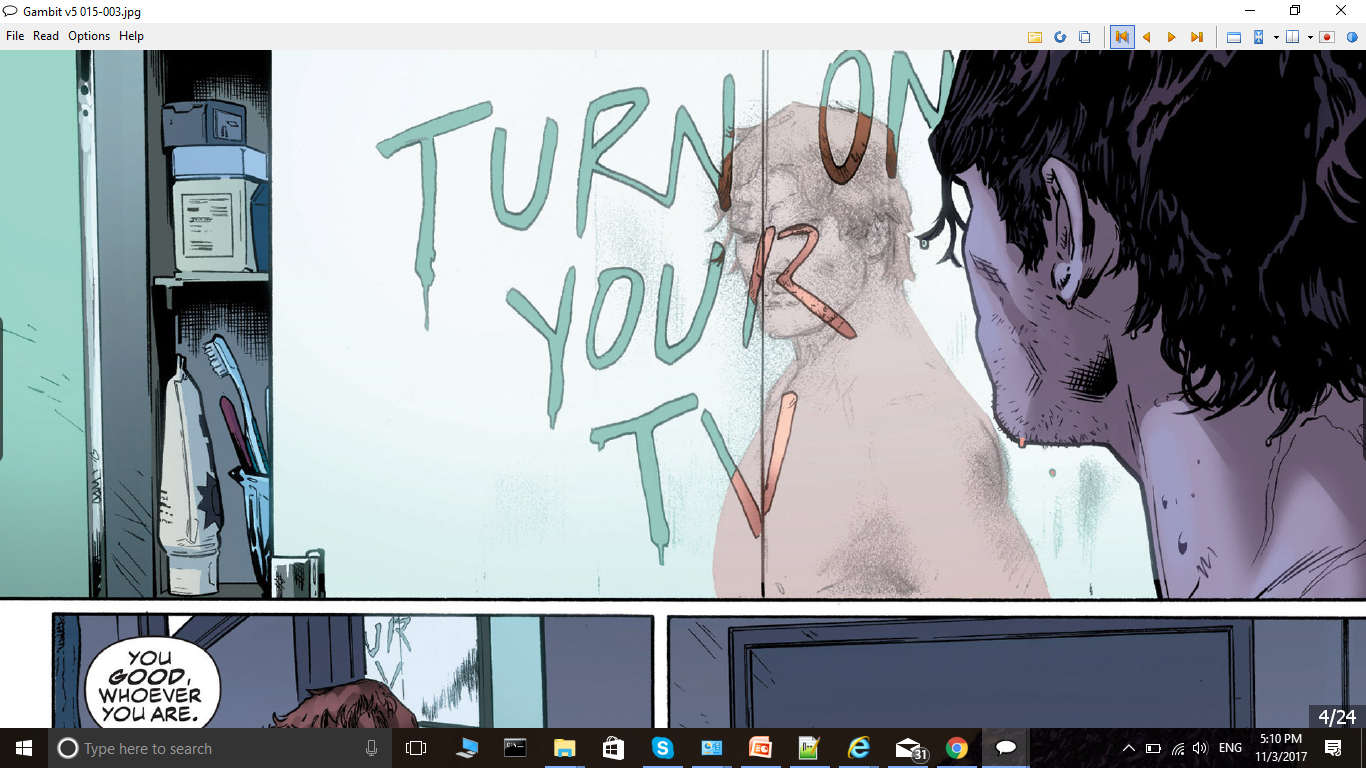 Gambit v5 015-003.jpg
File Read Options Help
TURN ON
YOUR
TV
UR
V
YOU
GOOD,
WHOEVER
YOU ARE.
4/24
Type here to search
31
ENG
5:10 PM
11/3/2017